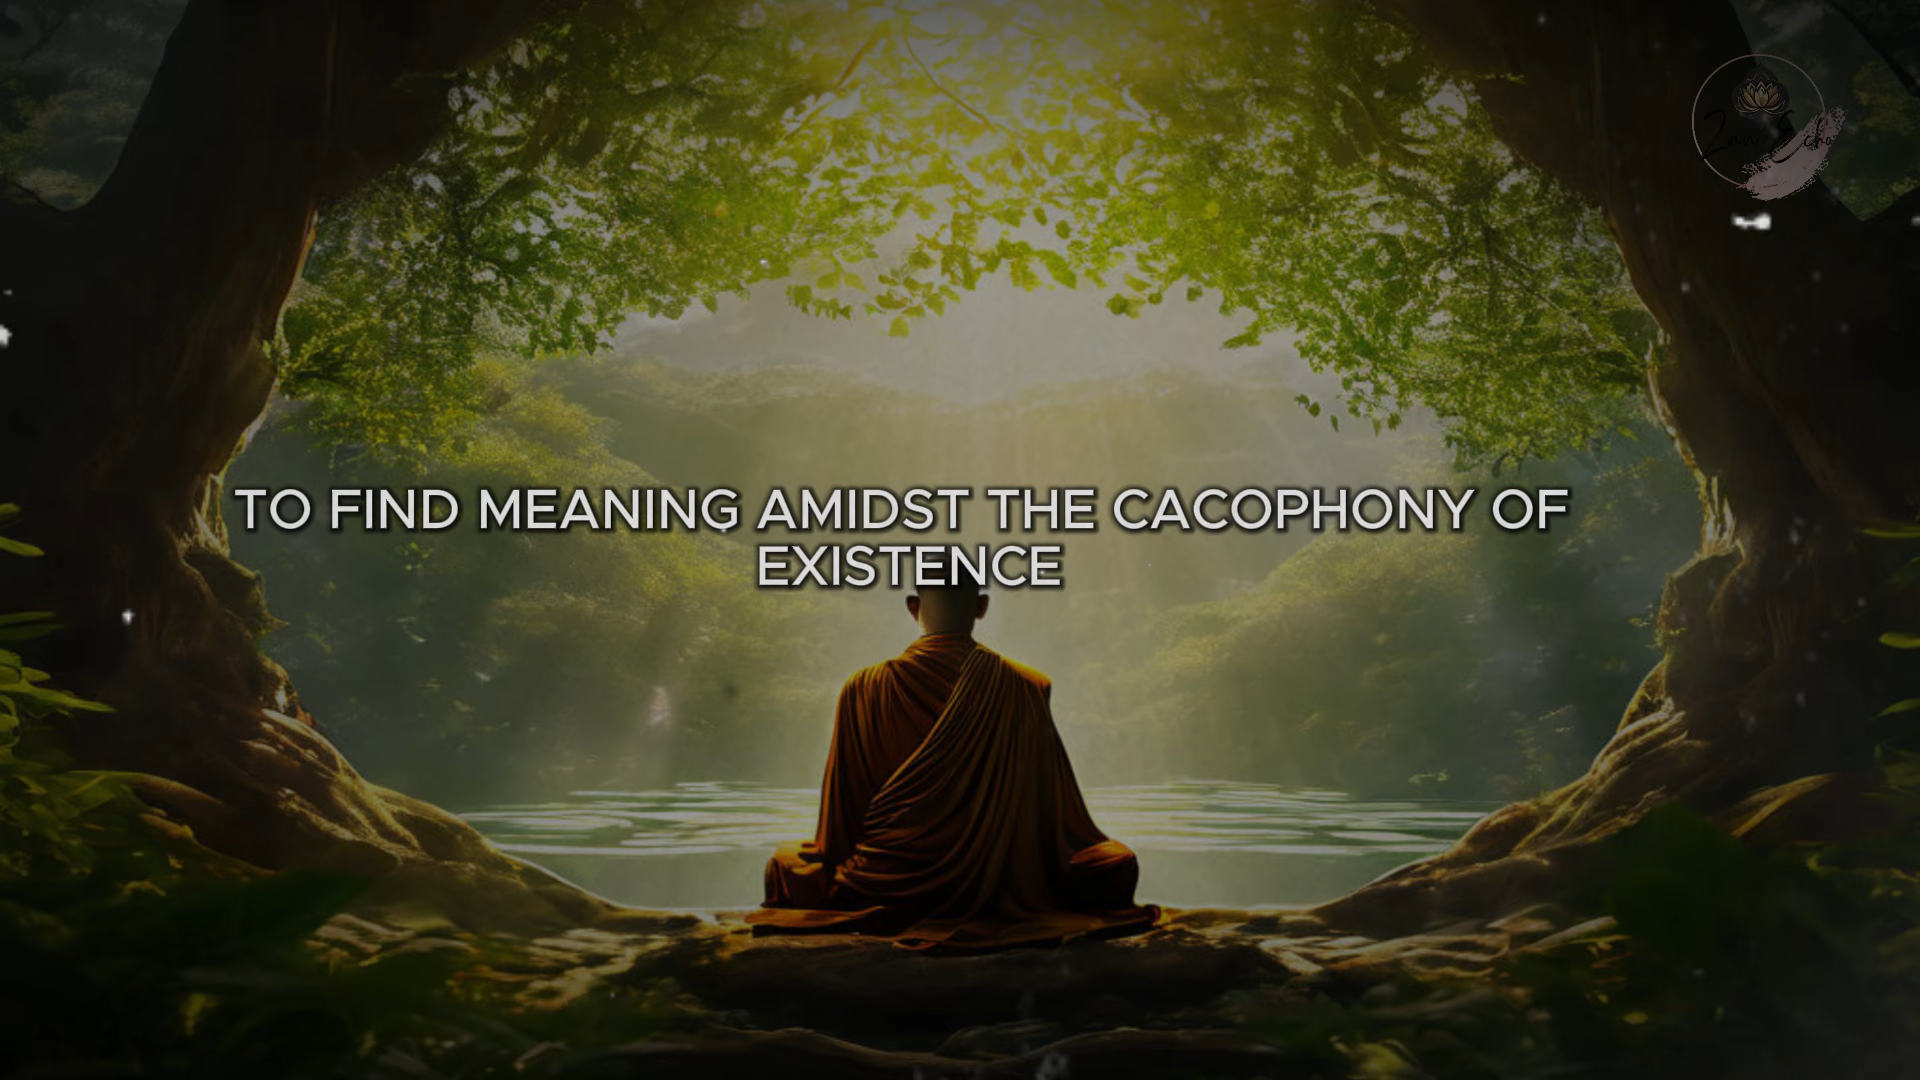 TO FIND MEANING AMIDST THE CACOPHONY OF
EXISTENCE